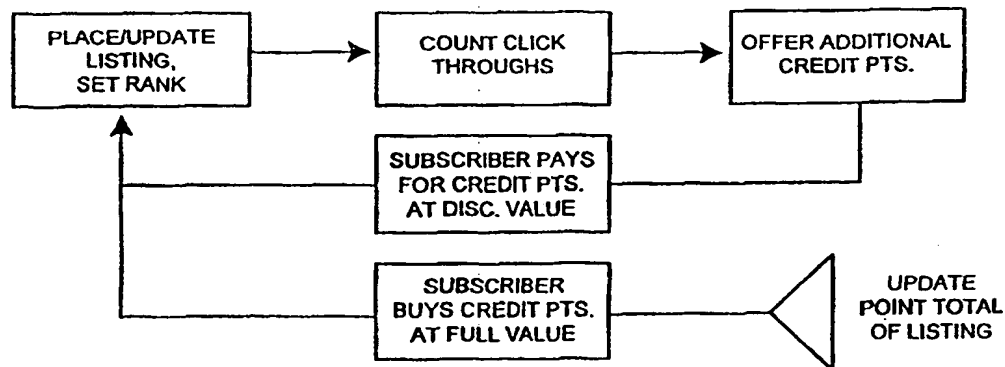 PLACE/UPDATE
LISTING,
SET RANK
COUNT CLICK
THROUGHS
OFFER ADDITIONAL
CREDIT PTS.
SUBSCRIBER PAYS
FOR CREDIT PTS.
AT DISC. VALUE
SUBSCRIBER
BUYS CREDIT PTS.
AT FULL VALUE
UPDATE
POINT TOTAL
OF LISTING